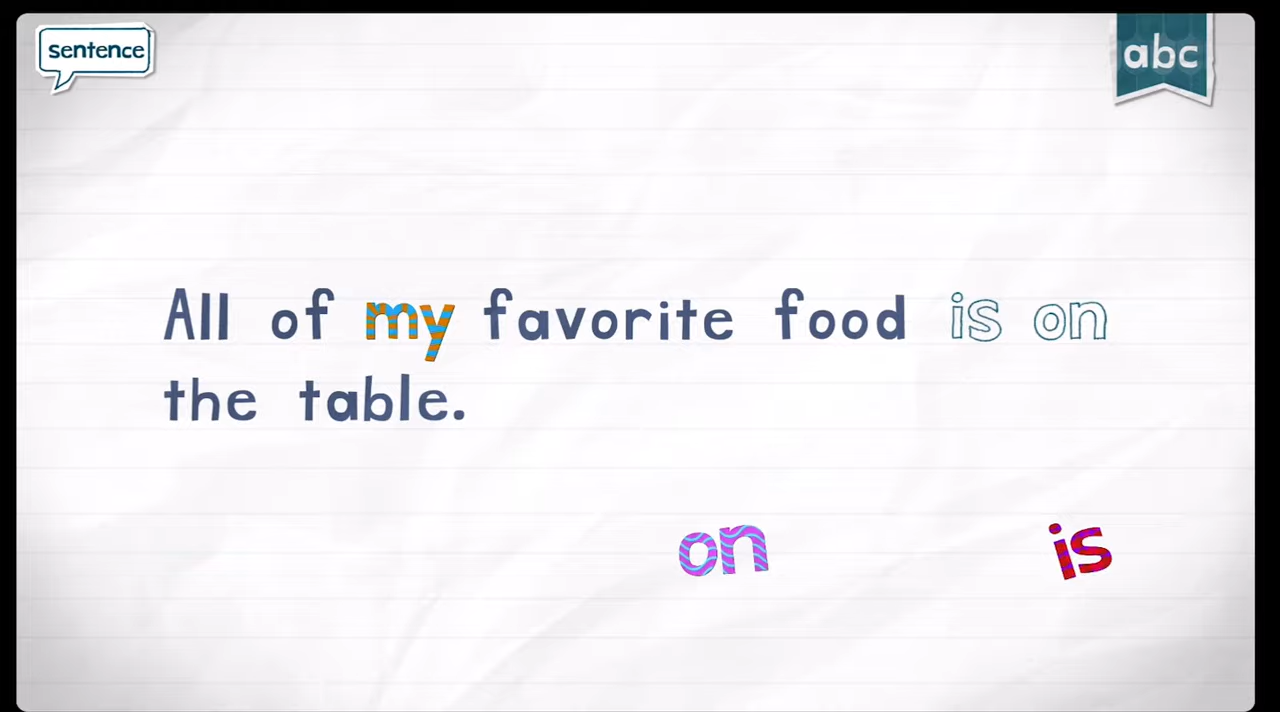 sentence
abc
All of my favorite food is on
the table.
on is